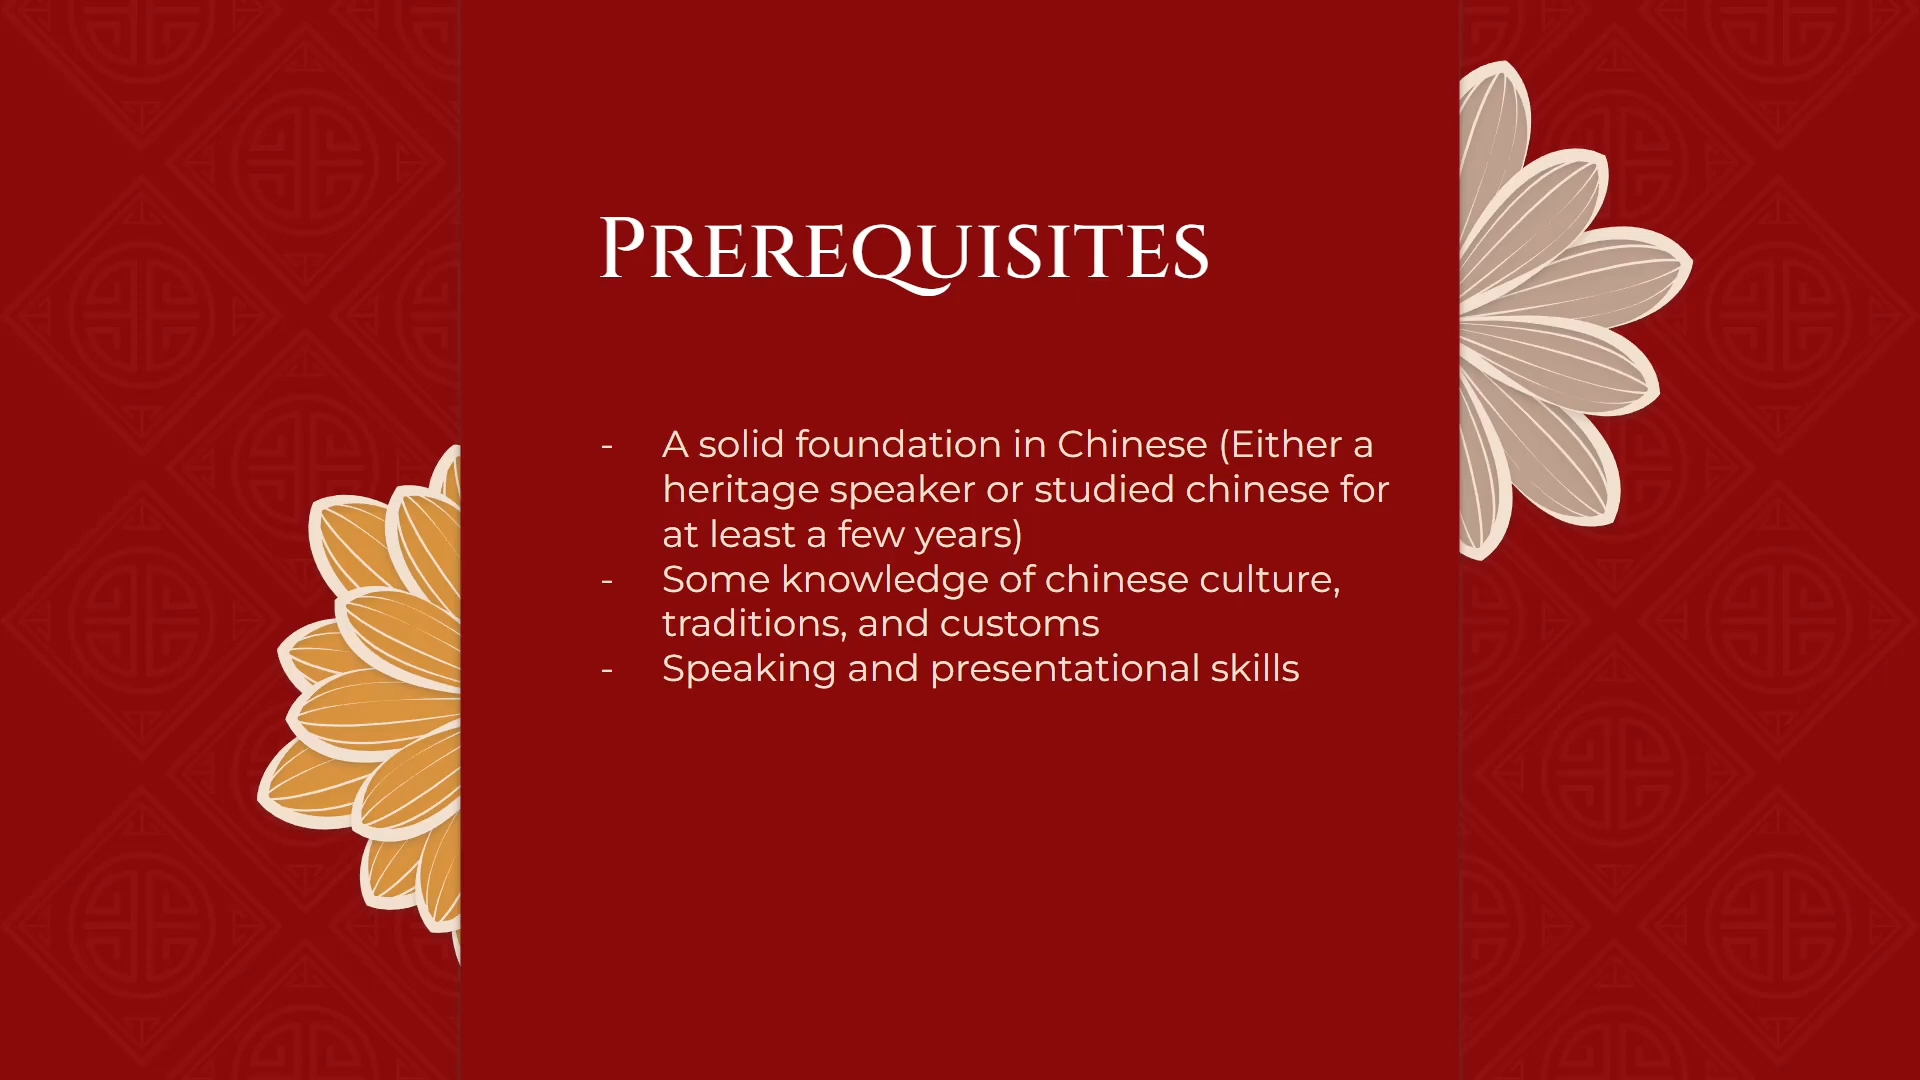 Prerequisites
- A solid foundation in Chinese (Either a
heritage speaker or studied chinese for
at least a few years)
- Some knowledge of chinese culture,
traditions, and customs
- Speaking and presentational skills